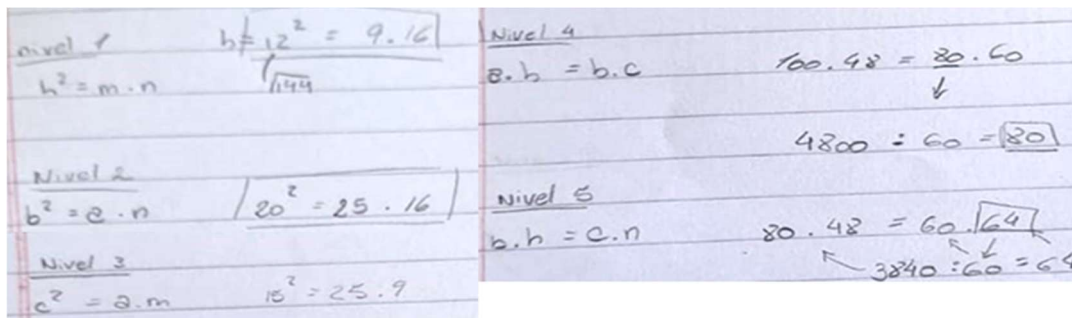 nivel 1
h = 12² = 9.16
√144
h² = m.n
Nivel 2
b² = a.n
20² = 25.16
Nivel 3
c² = a.m
15² = 25.9
Nivel 4
a.h = b.c
100.48 = 80.60
↓
4800 ÷ 60 = 80
Nivel 5
b.h = c.n
80.48 = 60.64
3840 ÷ 60 = 64